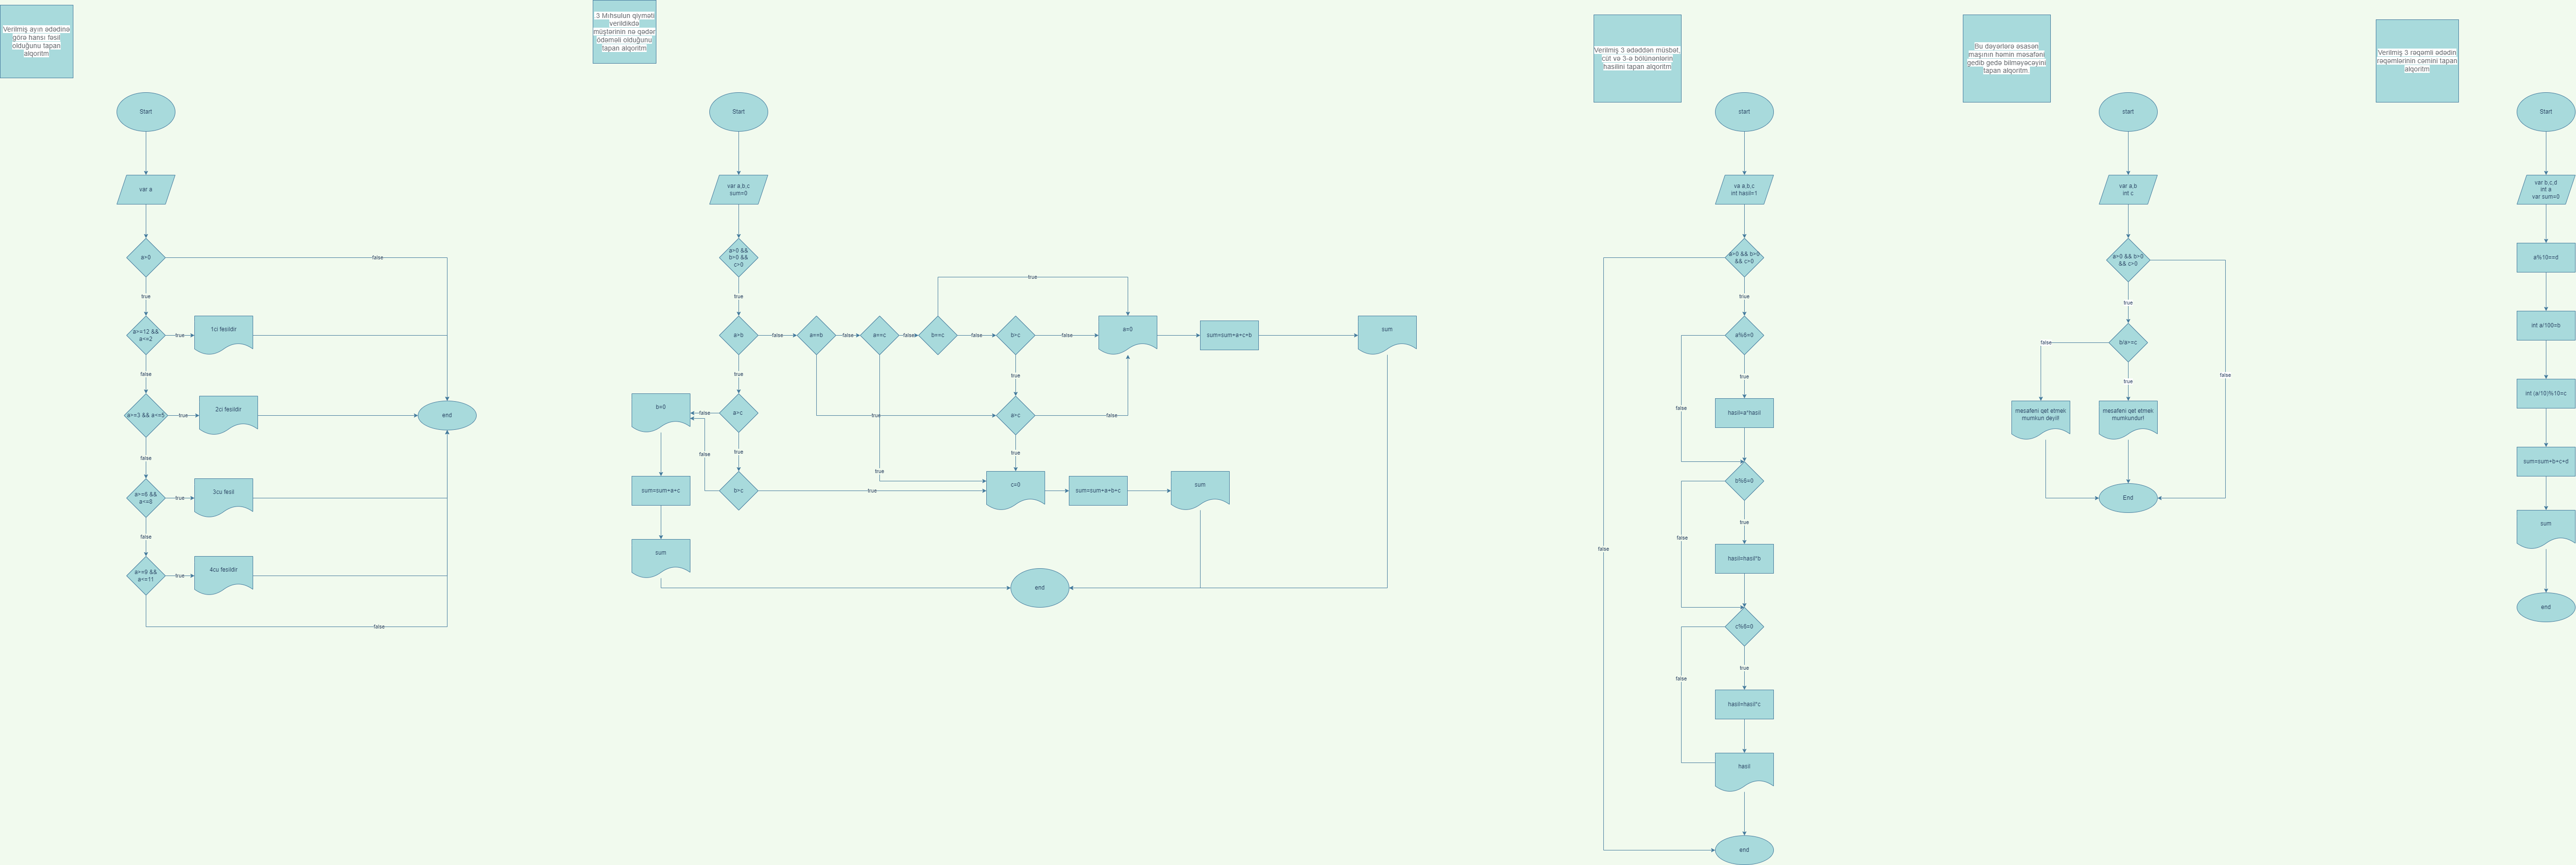 Verilmiş ayın ədədinə
görə hansı fəsil
olduğunu tapan
alqoritm
Start
var a
a>0
false
true
a>=12 &&
a<=2
true
1ci fesildir
false
a>=3 && a<=5
true
2ci fesildir
end
false
a>=6 &&
a<=8
true
3cu fesil
false
a>=9 &&
a<=11
true
4cu fesildir
false
3 Mıhsulun qiyməti
verildikdə
müştərinin nə qədər
ödəməli olduğunu
tapan alqoritm
Start
var a,b,c
sum=0
a>0 &&
b>0 &&
c>0
true
true
a>b
false
a==b
false
a==c
false
b==c
false
b>c
false
a=0
sum=sum+a+c+b
sum
true
true
b=0
false
a>c
true
a>c
false
true
false
true
true
sum=sum+a+c
b>c
true
c=0
sum=sum+a+b+c
sum
sum
end
Verilmiş 3 ədəddən müsbət,
cüt və 3-ə bölünənlərin
hasilini tapan alqoritm
start
va a,b,c
int hasil=1
a>0 && b>0
&& c>0
true
a%6=0
true
false
hasil=a*hasil
b%6=0
true
false
false
hasil=hasil*b
c%6=0
true
false
hasil=hasil*c
hasil
end
Bu dəyərlərə əsasən
maşının həmin məsafəni
gedib gedə bilməyəcəyini
tapan alqoritm
start
var a,b
int c
a>0 && b>0
&& c>0
true
false
b/a>=c
false
true
mesafeni qet etmek
mumkun deyil!
mesafeni qet etmek
mumkundur!
End
Verilmiş 3 rəqəmli ədədin
rəqəmlərinin cəmini tapan
alqoritm
Start
var b,c,d
int a
var sum=0
a%10==d
int a/100=b
int (a/10)%10=c
sum=sum+b+c+d
sum
end